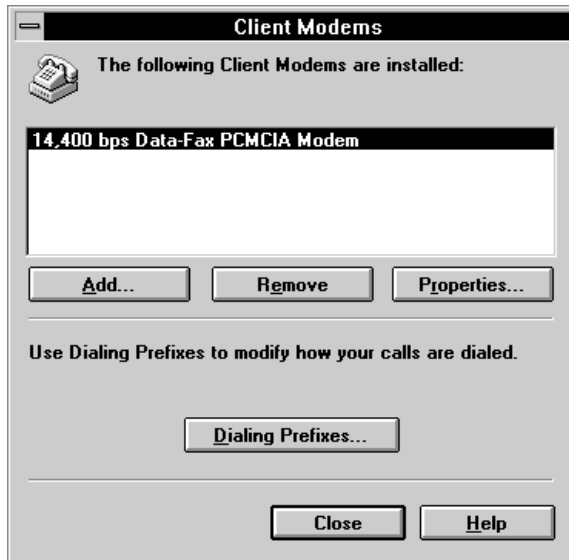 Client Modems
The following Client Modems are installed:
14,400 bps Data-Fax PCMCIA Modem
Add...
Remove
Properties...
Use Dialing Prefixes to modify how your calls are dialed.
Dialing Prefixes...
Close
Help